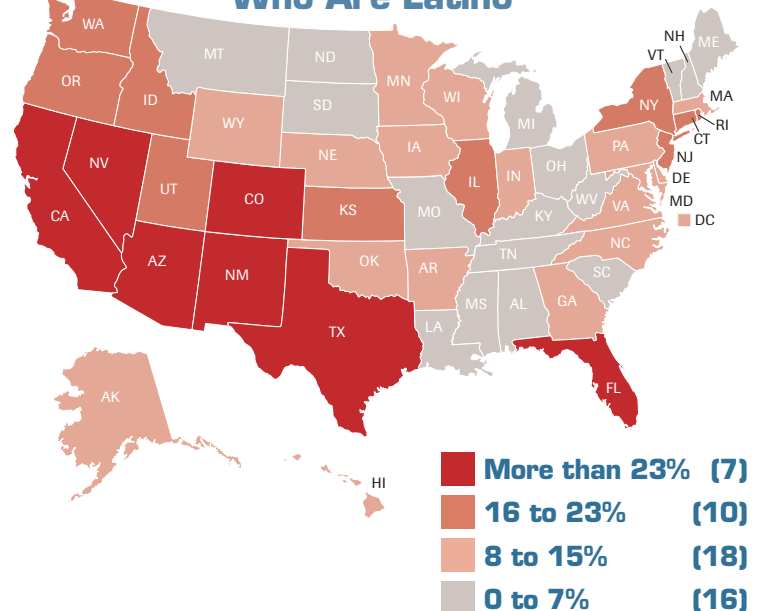 Who Are Latino
WA
MT
ND
MN
NH
ME
VT
OR
ID
SD
WI
MI
NY
MA
WY
RI
CT
NE
IA
PA
NJ
NV
UT
CO
KS
IL
IN
OH
DE
MD
WV
VA
DC
CA
MO
KY
AZ
NM
OK
AR
TN
NC
SC
TX
LA
MS
AL
GA
FL
AK
HI
More than 23% (7)
16 to 23% (10)
8 to 15% (18)
0 to 7% (16)